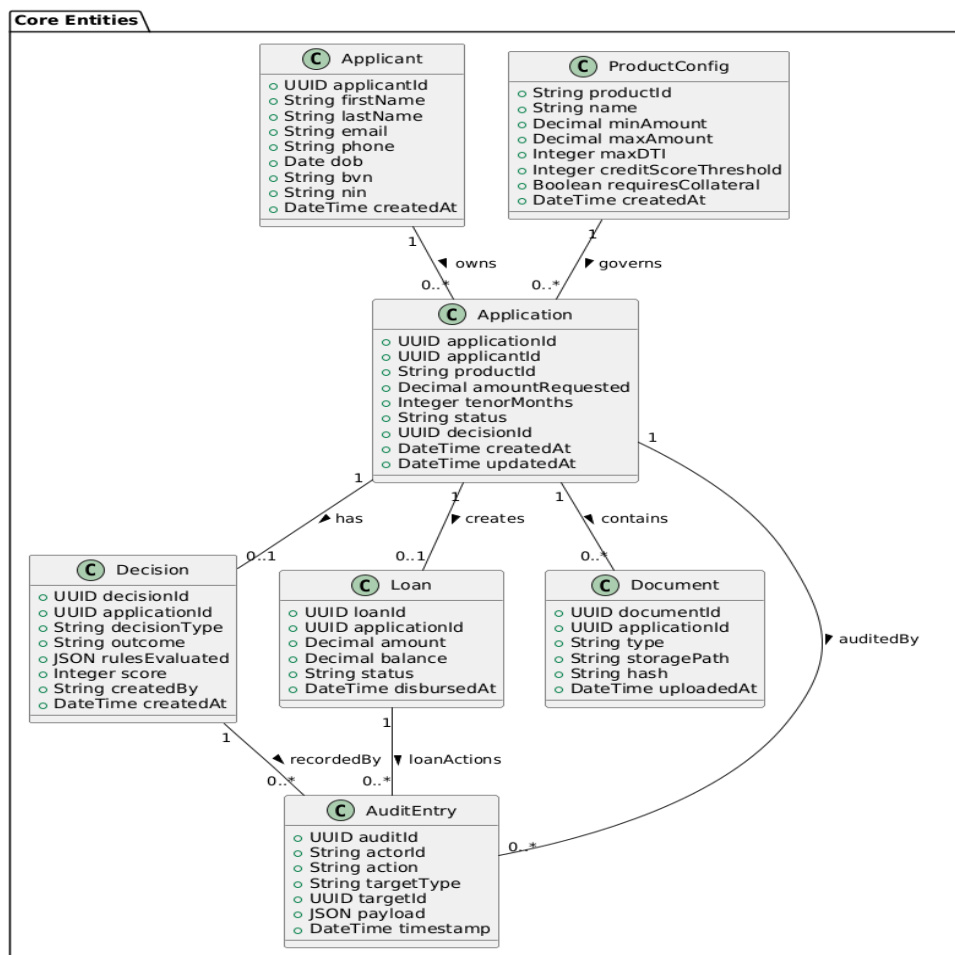 Core Entities
C Applicant
UUID applicantId
String firstName
String lastName
String email
String phone
Date dob
String bvn
String nin
DateTime createdAt
C ProductConfig
String productId
String name
Decimal minAmount
Decimal maxAmount
Integer maxDTI
Integer creditScoreThreshold
Boolean requiresCollateral
DateTime createdAt
1
owns
0..*
1
governs
0..*
C Application
UUID applicationId
UUID applicantId
String productId
Decimal amountRequested
Integer tenorMonths
String status
UUID decisionId
DateTime createdAt
DateTime updatedAt
1
has
0..1
1
creates
0..1
1
contains
0..*
1
auditedBy
0..*
C Decision
UUID decisionId
UUID applicationId
String decisionType
String outcome
JSON rulesEvaluated
Integer score
String createdBy
DateTime createdAt
C Loan
UUID loanId
UUID applicationId
Decimal amount
Decimal balance
String status
DateTime disbursedAt
C Document
UUID documentId
UUID applicationId
String type
String storagePath
String hash
DateTime uploadedAt
1
recordedBy
0..*
1
loanActions
0..*
C AuditEntry
UUID auditId
String actorId
String action
String targetType
UUID targetId
JSON payload
DateTime timestamp